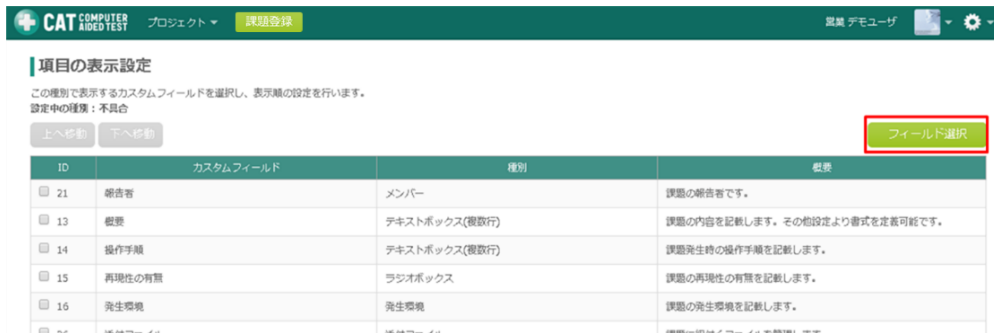 CAT COMPUTER AIDED TEST プロジェクト 課題登録 営業 デモユーザ
項目の表示設定
この種別で表示するカスタムフィールドを選択し、表示順の設定を行います。
設定中の種別：不具合
上へ移動 下へ移動 フィールド選択
ID カスタムフィールド 種別 概要
21 報告者 メンバー 課題の報告者です。
13 概要 テキストボックス(複数行) 課題の内容を記載します。その他設定より書式を定義可能です。
14 操作手順 テキストボックス(複数行) 課題発生時の操作手順を記載します。
15 再現性の有無 ラジオボックス 課題の再現性の有無を記載します。
16 発生環境 発生環境 課題の発生環境を記載します。